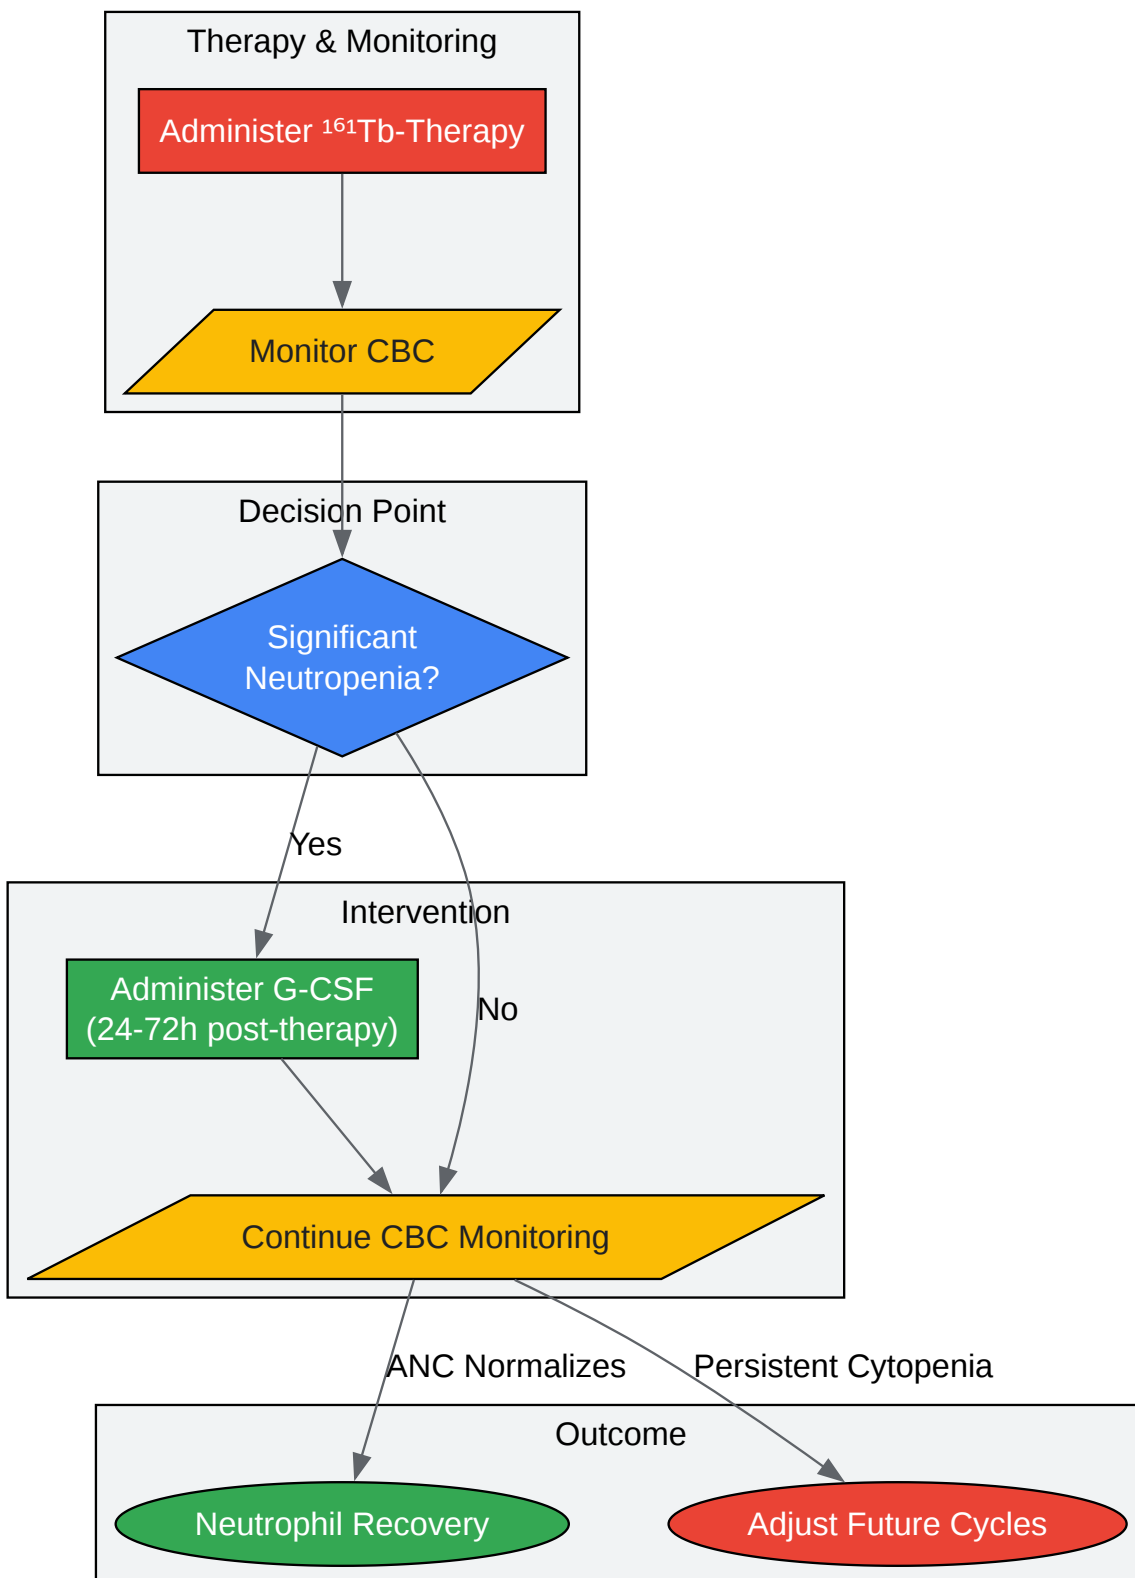 Therapy & Monitoring
Administer ¹⁶¹Tb-Therapy
Monitor CBC
Decision Point
Significant
Neutropenia?
Yes
Intervention
Administer G-CSF
(24-72h post-therapy)
No
Continue CBC Monitoring
ANC Normalizes
Persistent Cytopenia
Outcome
Neutrophil Recovery
Adjust Future Cycles